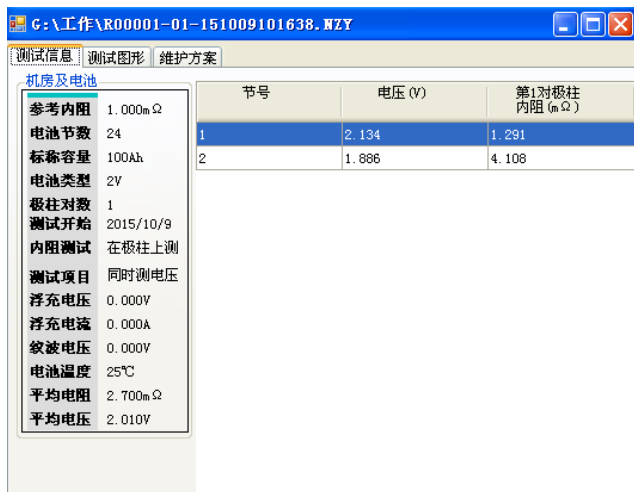 G:\工作\R00001-01-151009101638.NZY
测试信息 测试图形 维护方案
机房及电池
参考内阻 1.000mΩ
电池节数 24
标称容量 100Ah
电池类型 2V
极柱对数 1
测试开始 2015/10/9
内阻测试 在极柱上测
测试项目 同时测电压
浮充电压 0.000V
浮充电流 0.000A
纹波电压 0.000V
电池温度 25℃
平均电阻 2.700mΩ
平均电压 2.010V
节号 电压(V) 第1对极柱
内阻(mΩ)
1 2.134 1.291
2 1.886 4.108